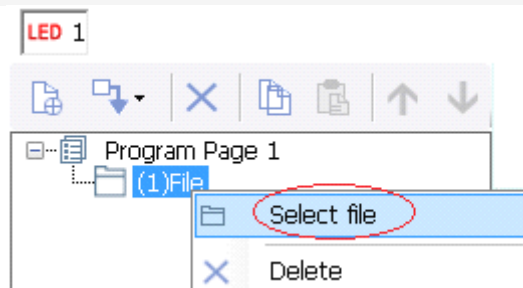 LED 1
Program Page 1
(1)File
Select file
Delete